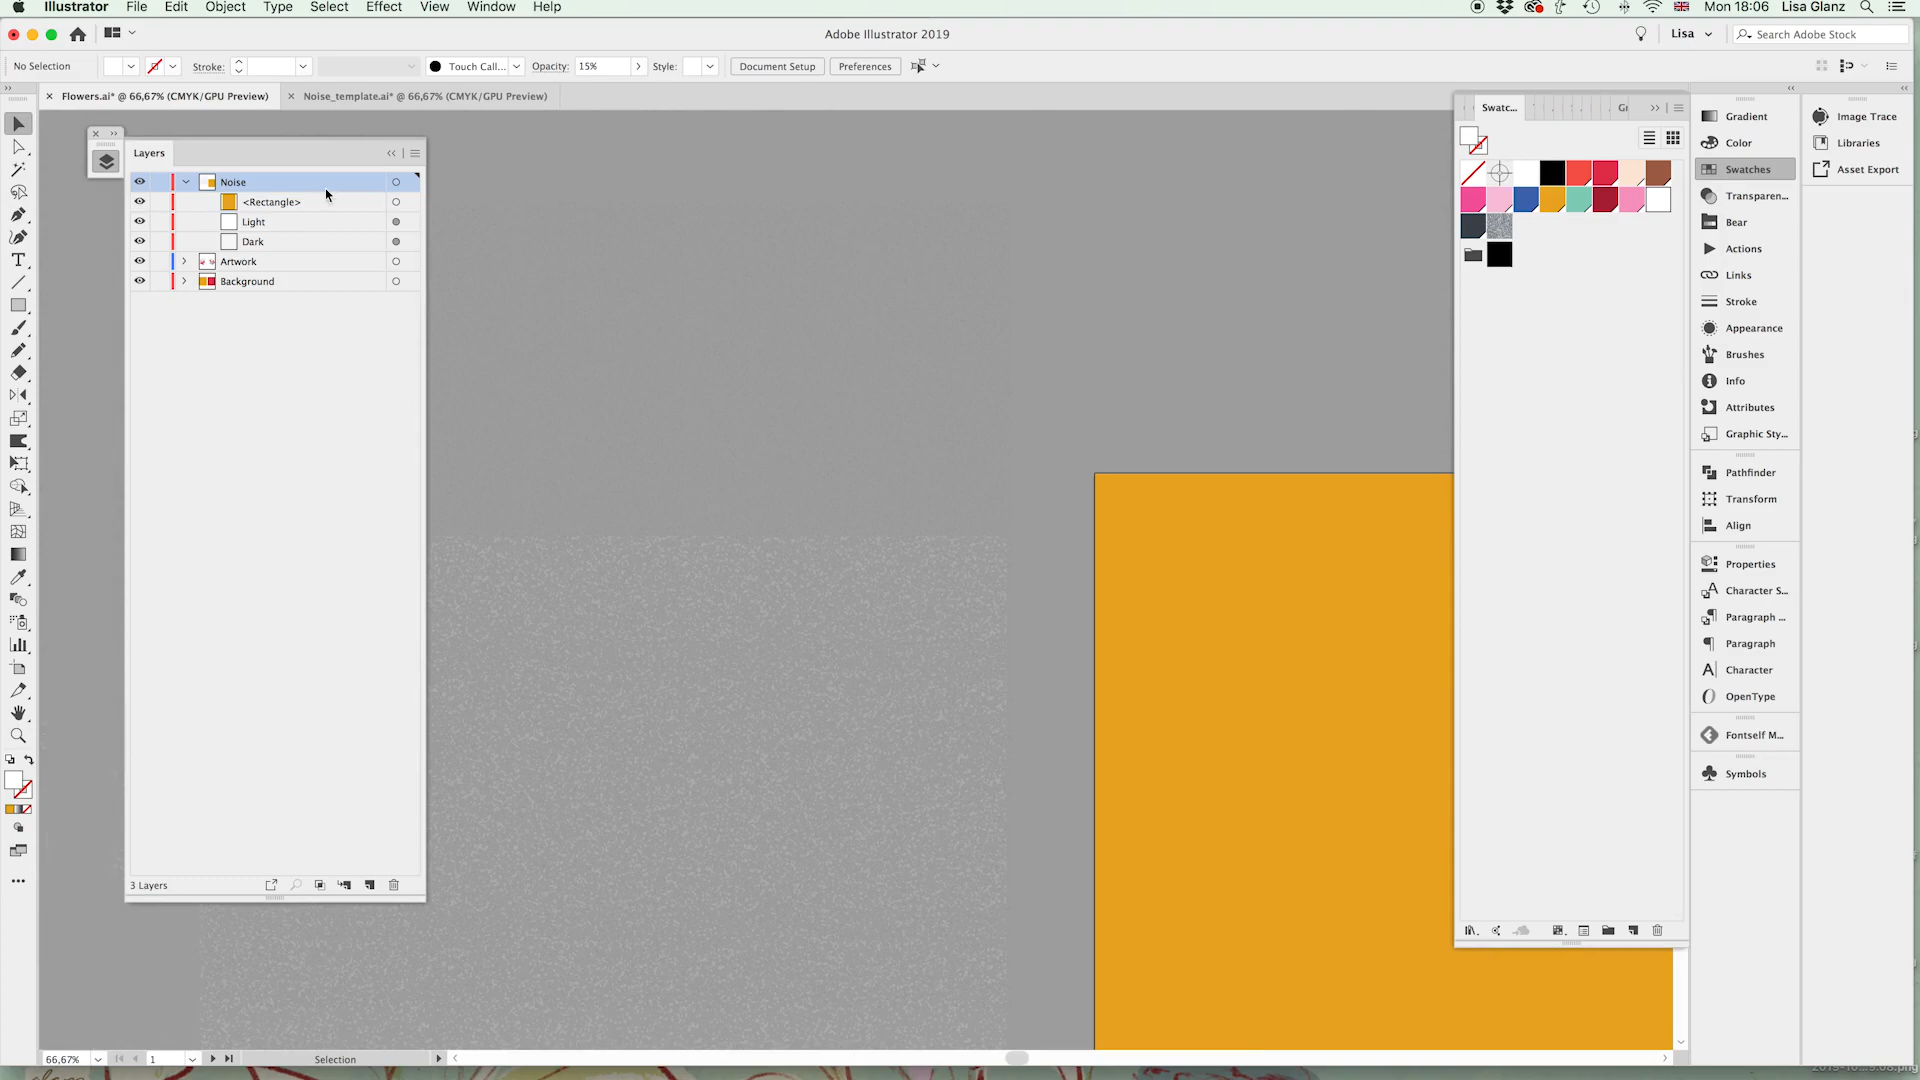 Illustrator File Edit Object Type Select Effect View Window Help
Mon 18:06 Lisa Glanz
Adobe Illustrator 2019
Lisa
Search Adobe Stock
No Selection
Stroke:
Touch Call...
Opacity: 15%
Style:
Document Setup
Preferences
Flowers.ai* @ 66,67% (CMYK/GPU Preview)
Noise_template.ai* @ 66,67% (CMYK/GPU Preview)
Layers
Noise
<Rectangle>
Light
Dark
Artwork
Background
3 Layers
Swatc...
Gr
Gradient
Color
Swatches
Transparen...
Bear
Actions
Links
Stroke
Appearance
Brushes
Info
Attributes
Graphic Sty...
Pathfinder
Transform
Align
Properties
Character S...
Paragraph ...
Paragraph
Character
OpenType
Fontself M...
Symbols
Image Trace
Libraries
Asset Export
66,67%
1
Selection